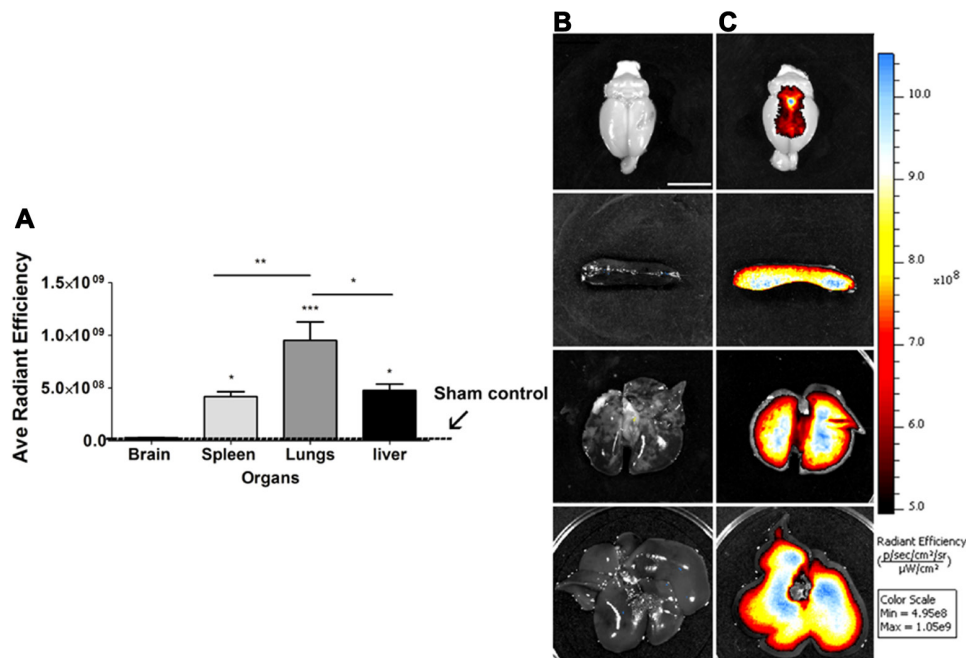 A
Ave Radiant Efficiency
1.5×10⁰⁹
1.0×10⁰⁹
5.0×10⁰⁸
0.0
**
*
***
*
*
Sham control
Brain Spleen Lungs liver
Organs
B
C
10.0
9.0
8.0
×10⁸
7.0
6.0
5.0
Radiant Efficiency
(p/sec/cm²/sr
μW/cm²)
Color Scale
Min = 4.95e8
Max = 1.05e9